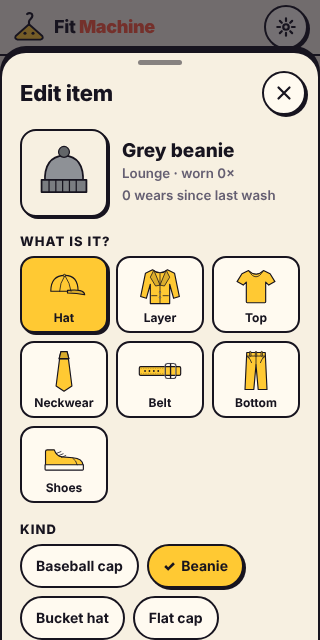 Fit Machine
Edit item
Grey beanie
Lounge · worn 0×
0 wears since last wash
WHAT IS IT?
Hat
Layer
Top
Neckwear
Belt
Bottom
Shoes
KIND
Baseball cap
✓ Beanie
Bucket hat
Flat cap